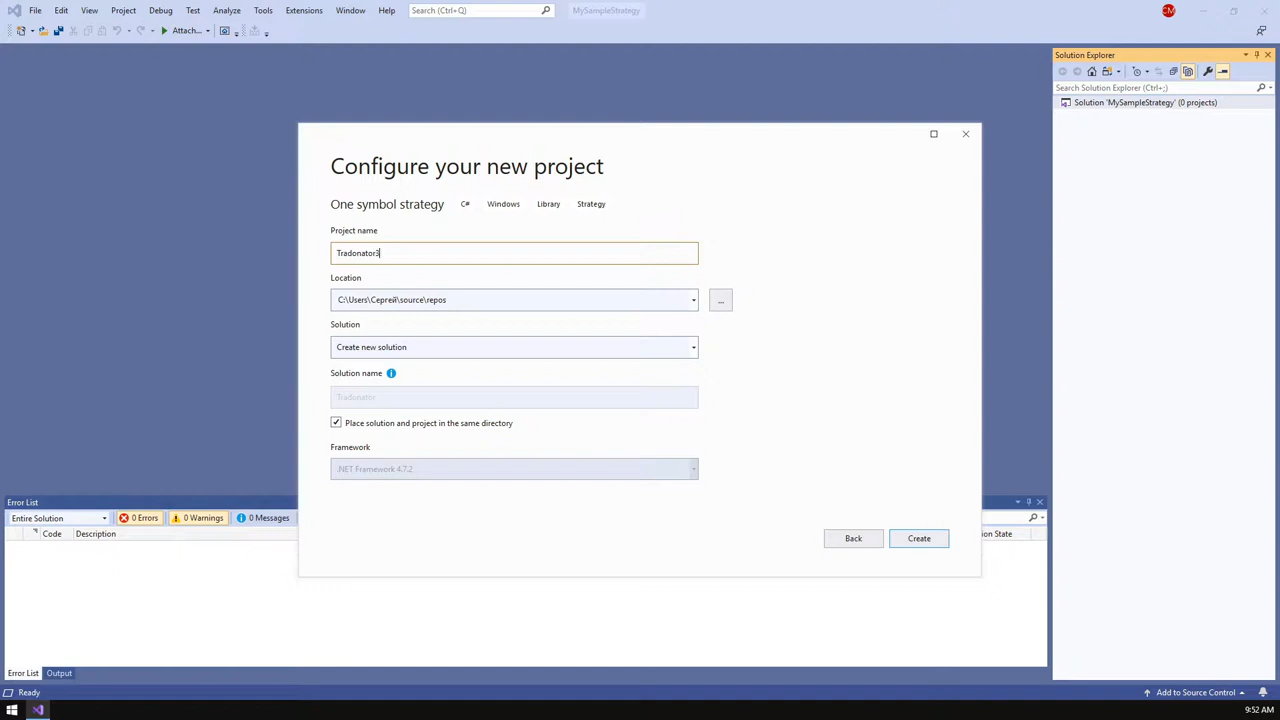 File Edit View Project Debug Test Analyze Tools Extensions Window Help Search (Ctrl+Q) MySampleStrategy CM
Attach...
Solution Explorer
Search Solution Explorer (Ctrl+;)
Solution 'MySampleStrategy' (0 projects)
Configure your new project
One symbol strategy C# Windows Library Strategy
Project name
Tradonator3
Location
C:\Users\Сергей\source\repos
...
Solution
Create new solution
Solution name
Tradonator
Place solution and project in the same directory
Framework
.NET Framework 4.7.2
Back Create
Error List
Entire Solution 0 Errors 0 Warnings 0 Messages
Code Description ion State
Error List Output
Ready Add to Source Control
9:52 AM